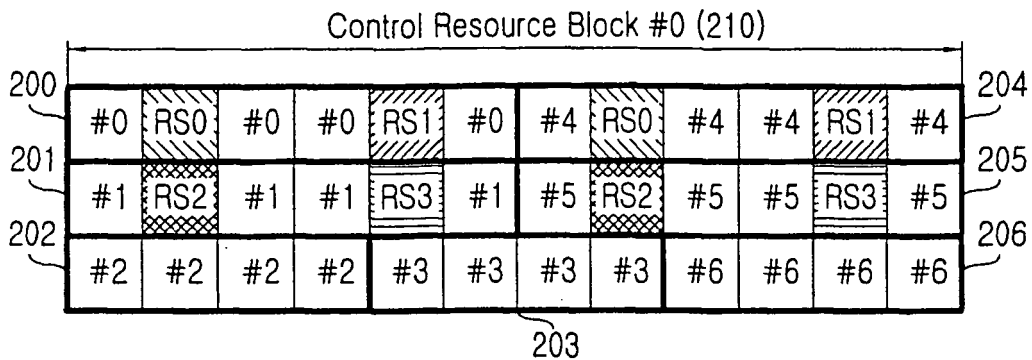 Control Resource Block #0 (210)
200 #0 RS0 #0 #0 RS1 #0 #4 RS0 #4 #4 RS1 #4 204
201 #1 RS2 #1 #1 RS3 #1 #5 RS2 #5 #5 RS3 #5 205
202 #2 #2 #2 #2 #3 #3 #3 #3 #6 #6 #6 #6 206
203